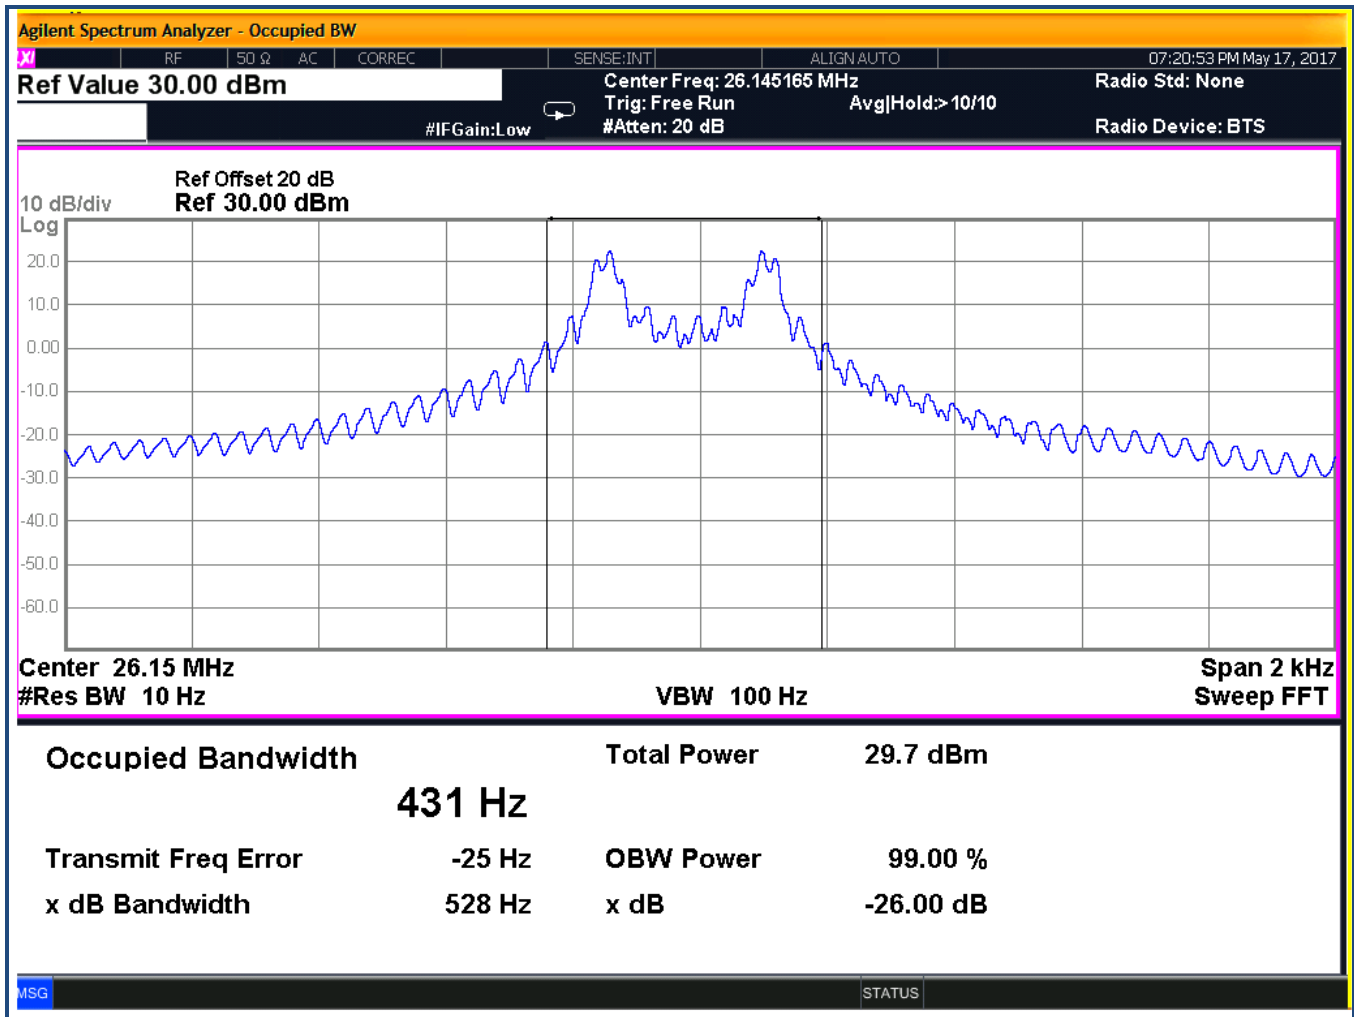 Agilent Spectrum Analyzer - Occupied BW
LXI RF 50 Ω AC CORREC SENSE:INT ALIGN AUTO 07:20:53 PM May 17, 2017
Ref Value 30.00 dBm
Center Freq: 26.145165 MHz
Radio Std: None
Trig: Free Run
Avg|Hold:>10/10
#IFGain:Low
#Atten: 20 dB
Radio Device: BTS
Ref Offset 20 dB
10 dB/div
Ref 30.00 dBm
Log
20.0
10.0
0.00
-10.0
-20.0
-30.0
-40.0
-50.0
-60.0
Center 26.15 MHz
Span 2 kHz
#Res BW 10 Hz
VBW 100 Hz
Sweep FFT
Occupied Bandwidth
Total Power 29.7 dBm
431 Hz
Transmit Freq Error -25 Hz
OBW Power 99.00 %
x dB Bandwidth 528 Hz
x dB -26.00 dB
MSG
STATUS